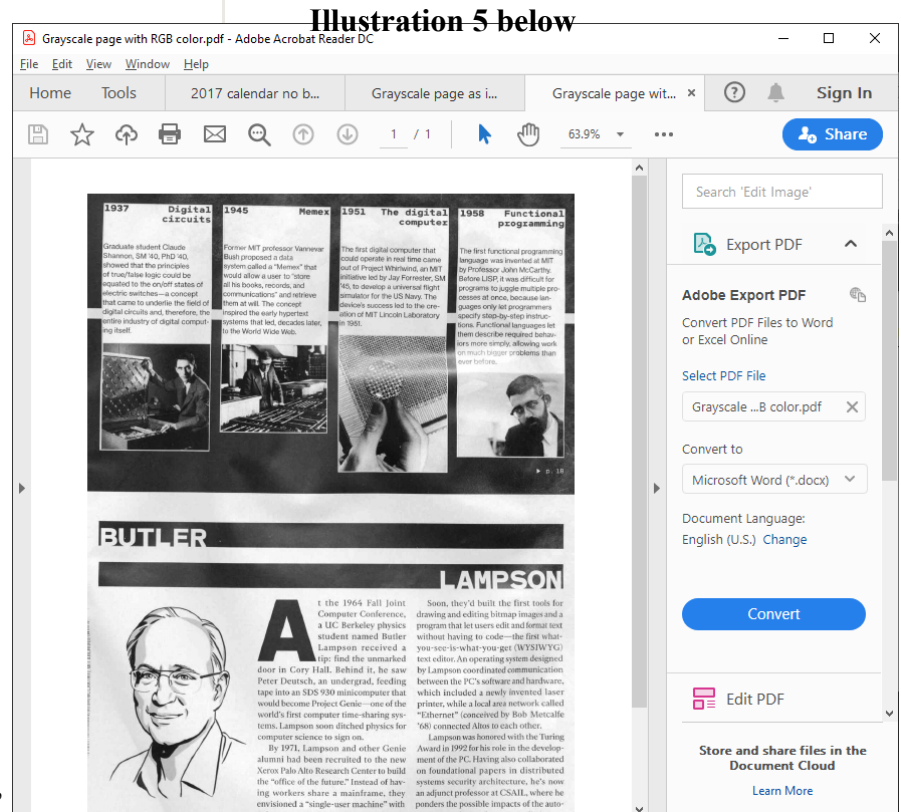 Illustration 5 below
Grayscale page with RGB color.pdf - Adobe Acrobat Reader DC
File Edit View Window Help
Home Tools 2017 calendar no b... Grayscale page as i... Grayscale page wit... × Sign In
1 / 1 63.9% Share
1937 Digital
circuits
Graduate student Claude
Shannon, SM '40, PhD '40,
showed that the principles
of true/false logic could be
equated to the on/off states of
electric switches—a concept
that came to underlie the field of
digital circuits and, therefore, the
entire industry of digital comput-
ing itself.
1945 Memex
Former MIT professor Vannevar
Bush proposed a data
system called a "Memex" that
would allow a user to "store
all his books, records, and
communications" and retrieve
them at will. The concept
inspired the early hypertext
systems that led, decades later,
to the World Wide Web.
1951 The digital
computer
The first digital computer that
could operate in real time came
out of Project Whirlwind, an MIT
initiative led by Jay Forrester, SM
'45, to develop a universal flight
simulator for the US Navy. The
device's success led to the cre-
ation of MIT Lincoln Laboratory
in 1951.
1958 Functional
programming
The first functional programming
language was invented at MIT
by Professor John McCarthy.
Before LISP, it was difficult for
programs to juggle multiple pro-
cesses at once, because lan-
guages only let programmers
specify step-by-step instruc-
tions. Functional languages let
them describe required behav-
iors more simply, allowing work
on much bigger problems than
ever before.
p. 18
BUTLER
LAMPSON
At the 1964 Fall Joint
Computer Conference,
a UC Berkeley physics
student named Butler
Lampson received a
tip: find the unmarked
door in Cory Hall. Behind it, he saw
Peter Deutsch, an undergrad, feeding
tape into an SDS 930 minicomputer that
would become Project Genie—one of the
world's first computer time-sharing sys-
tems. Lampson soon ditched physics for
computer science to sign on.
By 1971, Lampson and other Genie
alumni had been recruited to the new
Xerox Palo Alto Research Center to build
the "office of the future." Instead of hav-
ing workers share a mainframe, they
envisioned a "single-user machine" with
Soon, they'd built the first tools for
drawing and editing bitmap images and a
program that let users edit and format text
without having to code—the first what-
you-see-is-what-you-get (WYSIWYG)
text editor. An operating system designed
by Lampson coordinated communication
between the PC's software and hardware,
which included a newly invented laser
printer, while a local area network called
"Ethernet" (conceived by Bob Metcalfe
'68) connected Altos to each other.
Lampson was honored with the Turing
Award in 1992 for his role in the develop-
ment of the PC. Having also collaborated
on foundational papers in distributed
systems security architecture, he's now
an adjunct professor at CSAIL, where he
ponders the possible impacts of the auto-
Search 'Edit Image'
Export PDF
Adobe Export PDF
Convert PDF Files to Word
or Excel Online
Select PDF File
Grayscale ...B color.pdf
Convert to
Microsoft Word (*.docx)
Document Language:
English (U.S.) Change
Convert
Edit PDF
Store and share files in the
Document Cloud
Learn More